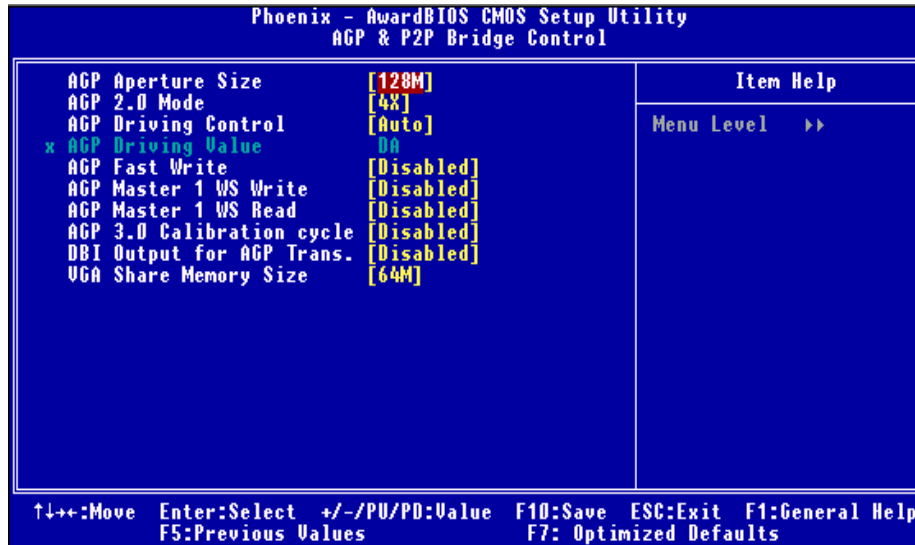 Phoenix - AwardBIOS CMOS Setup Utility
AGP & P2P Bridge Control
AGP Aperture Size [128M]
AGP 2.0 Mode [4X]
AGP Driving Control [Auto]
x AGP Driving Value DA
AGP Fast Write [Disabled]
AGP Master 1 WS Write [Disabled]
AGP Master 1 WS Read [Disabled]
AGP 3.0 Calibration cycle [Disabled]
DBI Output for AGP Trans. [Disabled]
VGA Share Memory Size [64M]
Item Help
Menu Level ▸▸
↑↓→←:Move Enter:Select +/-/PU/PD:Value F10:Save ESC:Exit F1:General Help
F5:Previous Values F7: Optimized Defaults